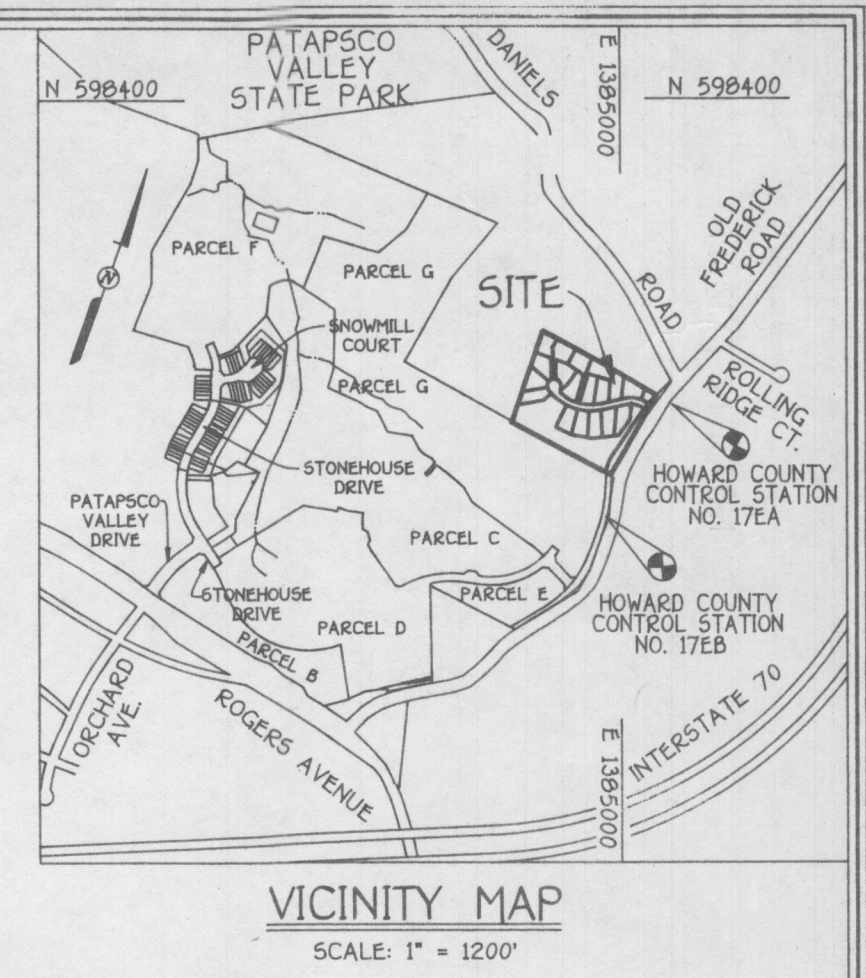 PATAPSCO
VALLEY
STATE PARK
N 598400
DANIELS
E 1385000
N 598400
OLD
FREDERICK
ROAD
PARCEL F
PARCEL G
SITE
ROAD
N
SNOWMILL
COURT
PARCEL G
ROLLING
RIDGE CT.
STONEHOUSE
DRIVE
HOWARD COUNTY
CONTROL STATION
NO. 17EA
PATAPSCO
VALLEY
DRIVE
PARCEL C
STONEHOUSE
DRIVE
PARCEL E
HOWARD COUNTY
CONTROL STATION
NO. 17EB
PARCEL D
PARCEL B
ORCHARD
AVE.
ROGERS AVENUE
E 1385000
INTERSTATE 70
VICINITY MAP
SCALE: 1" = 1200'